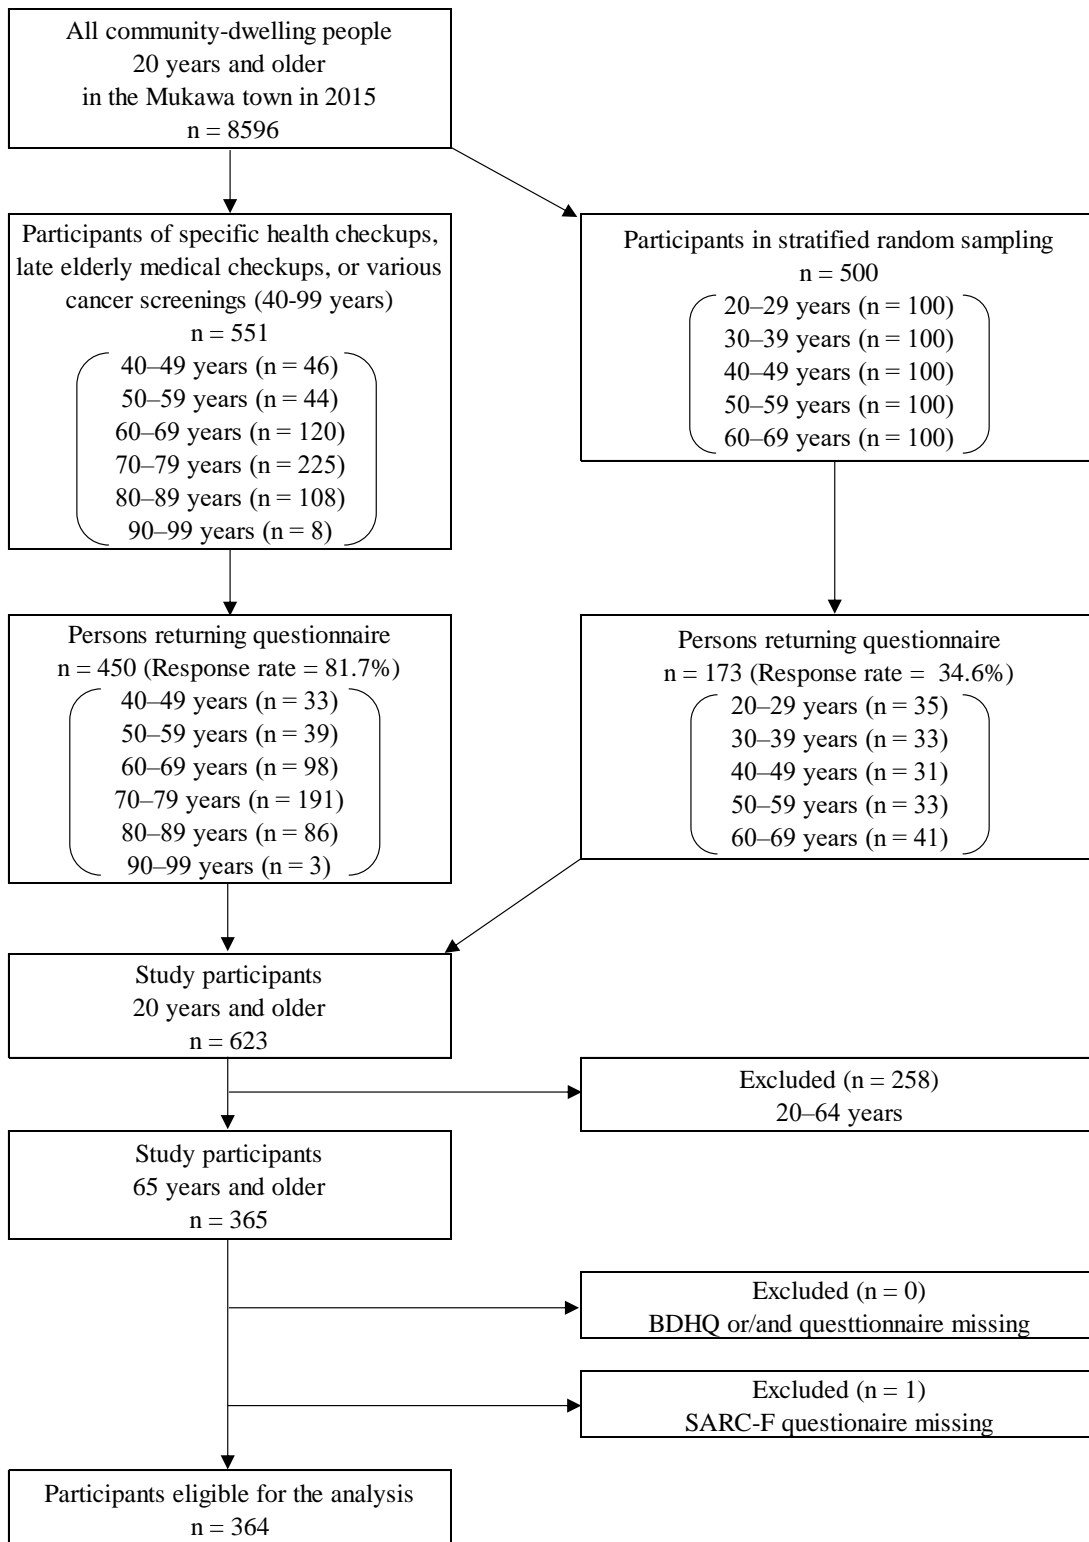 All community-dwelling people
20 years and older
in the Mukawa town in 2015
n = 8596
Participants of specific health checkups,
late elderly medical checkups, or various
cancer screenings (40-99 years)
n = 551
40–49 years (n = 46)
50–59 years (n = 44)
60–69 years (n = 120)
70–79 years (n = 225)
80–89 years (n = 108)
90–99 years (n = 8)
Participants in stratified random sampling
n = 500
20–29 years (n = 100)
30–39 years (n = 100)
40–49 years (n = 100)
50–59 years (n = 100)
60–69 years (n = 100)
Persons returning questionnaire
n = 450 (Response rate = 81.7%)
40–49 years (n = 33)
50–59 years (n = 39)
60–69 years (n = 98)
70–79 years (n = 191)
80–89 years (n = 86)
90–99 years (n = 3)
Persons returning questionnaire
n = 173 (Response rate =  34.6%)
20–29 years (n = 35)
30–39 years (n = 33)
40–49 years (n = 31)
50–59 years (n = 33)
60–69 years (n = 41)
Study participants
20 years and older
n = 623
Excluded (n = 258)
20–64 years
Study participants
65 years and older
n = 365
Excluded (n = 0)
BDHQ or/and questtionnaire missing
Excluded (n = 1)
SARC-F questionaire missing
Participants eligible for the analysis
n = 364